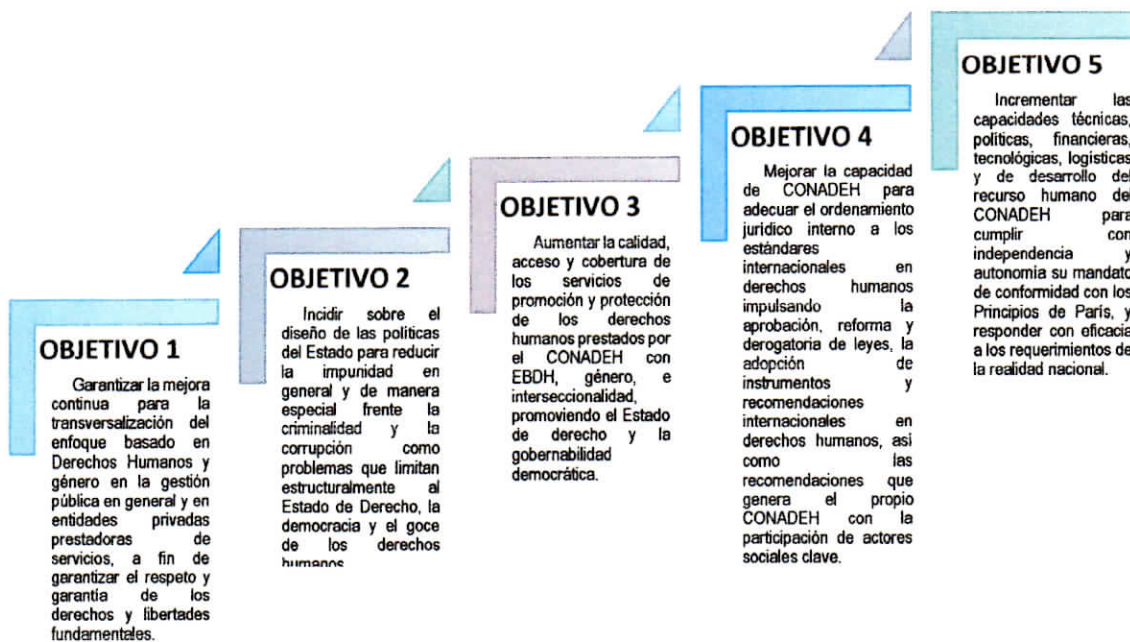 OBJETIVO 1
Garantizar la mejora
continua para la
transversalización del
enfoque basado en
Derechos Humanos y
género en la gestión
pública en general y en
entidades privadas
prestadoras de
servicios, a fin de
garantizar el respeto y
garantía de los
derechos y libertades
fundamentales.
OBJETIVO 2
Incidir sobre el
diseño de las políticas
del Estado para reducir
la impunidad en
general y de manera
especial frente la
criminalidad y la
corrupción como
problemas que limitan
estructuralmente al
Estado de Derecho, la
democracia y el goce
de los derechos
humanos
OBJETIVO 3
Aumentar la calidad,
acceso y cobertura de
los servicios de
promoción y protección
de los derechos
humanos prestados por
el CONADEH con
EBDH, género, e
interseccionalidad,
promoviendo el Estado
de derecho y la
gobernabilidad
democrática.
OBJETIVO 4
Mejorar la capacidad
de CONADEH para
adecuar el ordenamiento
jurídico interno a los
estándares
internacionales en
derechos humanos
impulsando la
aprobación, reforma y
derogatoria de leyes, la
adopción de
instrumentos y
recomendaciones
internacionales en
derechos humanos, así
como las
recomendaciones que
genera el propio
CONADEH con la
participación de actores
sociales clave.
OBJETIVO 5
Incrementar las
capacidades técnicas,
políticas, financieras,
tecnológicas, logísticas
y de desarrollo del
recurso humano del
CONADEH para
cumplir con
independencia y
autonomía su mandato
de conformidad con los
Principios de París, y
responder con eficacia
a los requerimientos de
la realidad nacional.